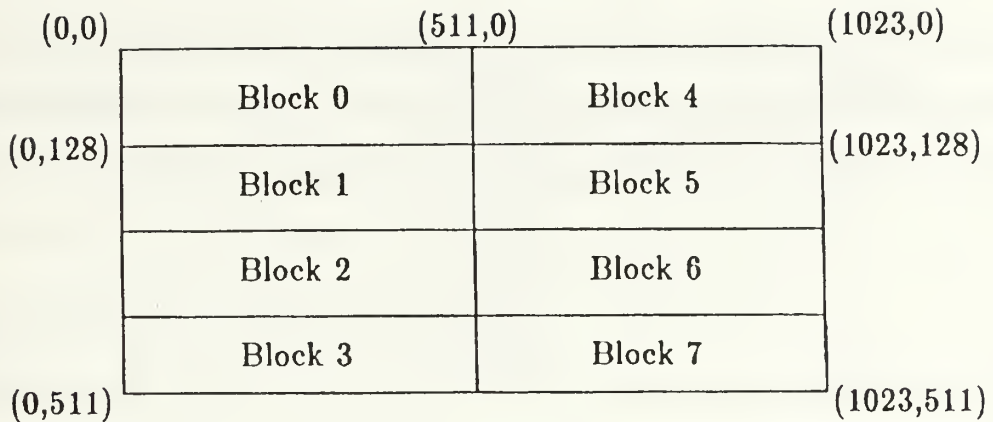 (0,0) (511,0) (1023,0)
Block 0 Block 4
(0,128) (1023,128)
Block 1 Block 5
Block 2 Block 6
Block 3 Block 7
(0,511) (1023,511)